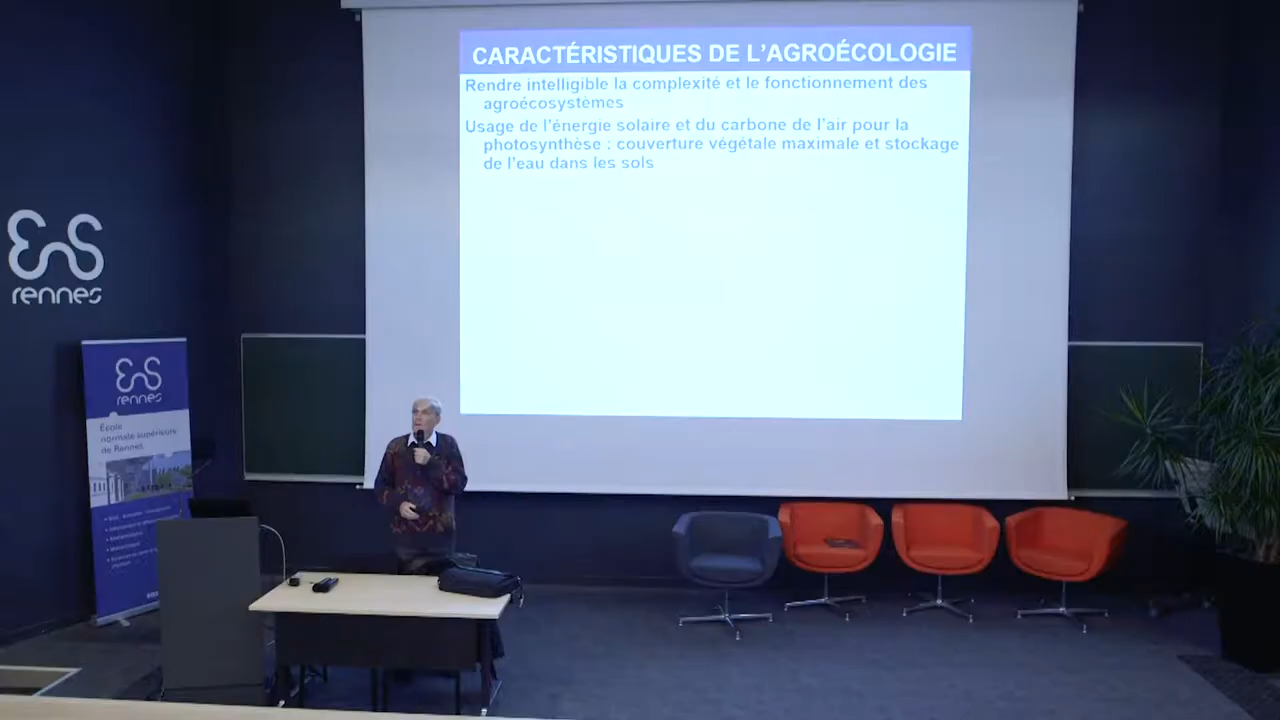 CARACTÉRISTIQUES DE L'AGROÉCOLOGIE
Rendre intelligible la complexité et le fonctionnement des
agroécosystèmes
Usage de l'énergie solaire et du carbone de l'air pour la
photosynthèse : couverture végétale maximale et stockage
de l'eau dans les sols
ens
rennes
ens
rennes
École
normale supérieure
de Rennes